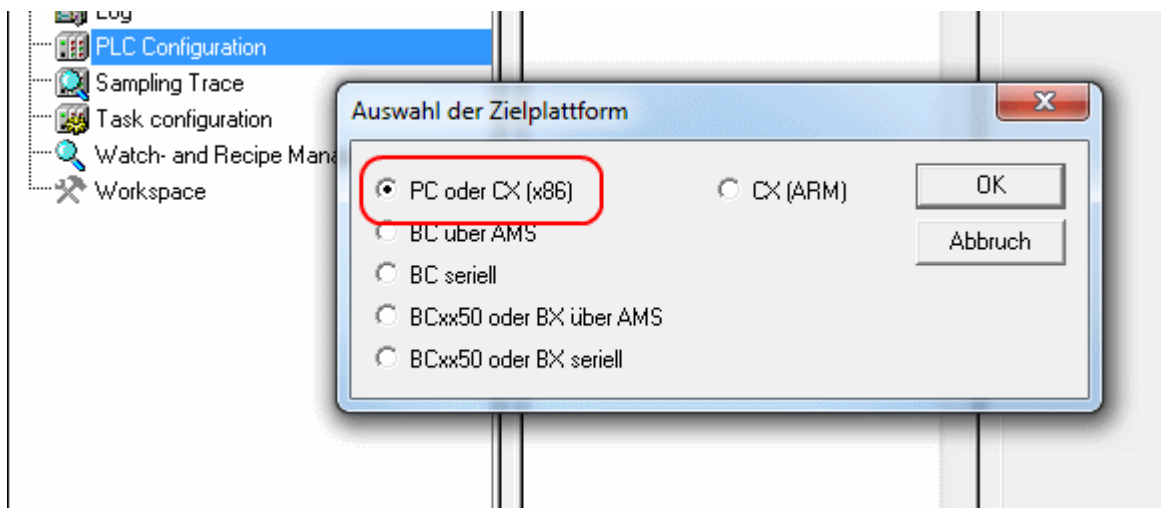 Log
PLC Configuration
Sampling Trace
Task configuration
Watch- and Recipe Mana
Workspace
Auswahl der Zielplattform
PC oder CX (x86)
CX (ARM)
OK
BC über AMS
Abbruch
BC seriell
BCxx50 oder BX über AMS
BCxx50 oder BX seriell